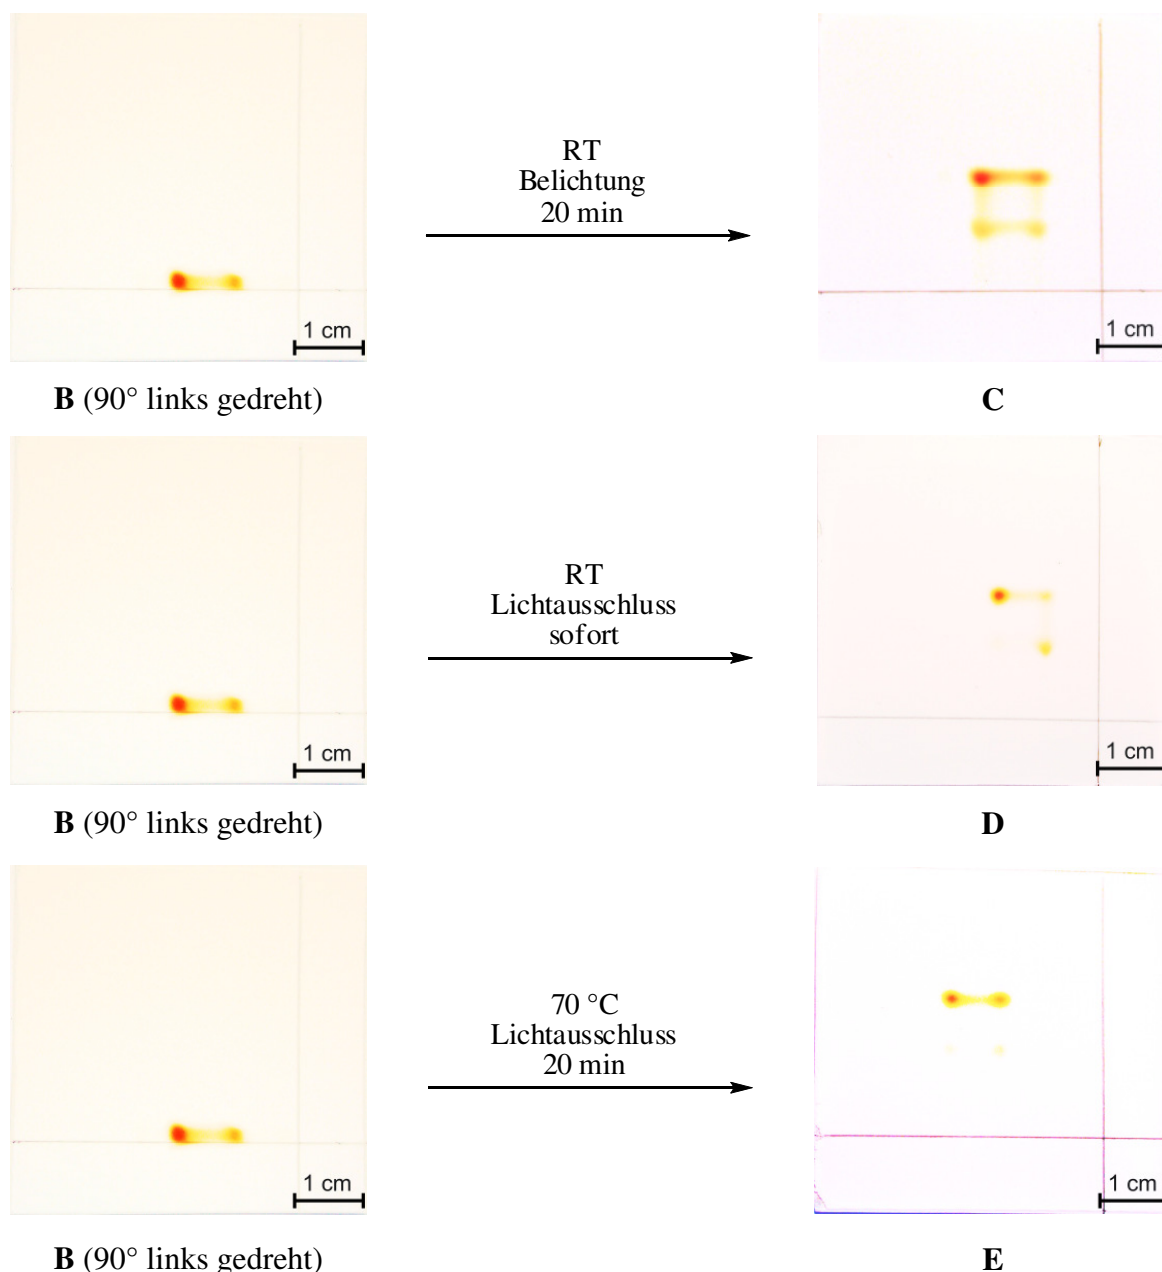 RT
Belichtung
20 min
1 cm
1 cm
B (90° links gedreht)
C
RT
Lichtausschluss
sofort
1 cm
1 cm
B (90° links gedreht)
D
70 °C
Lichtausschluss
20 min
1 cm
1 cm
B (90° links gedreht)
E